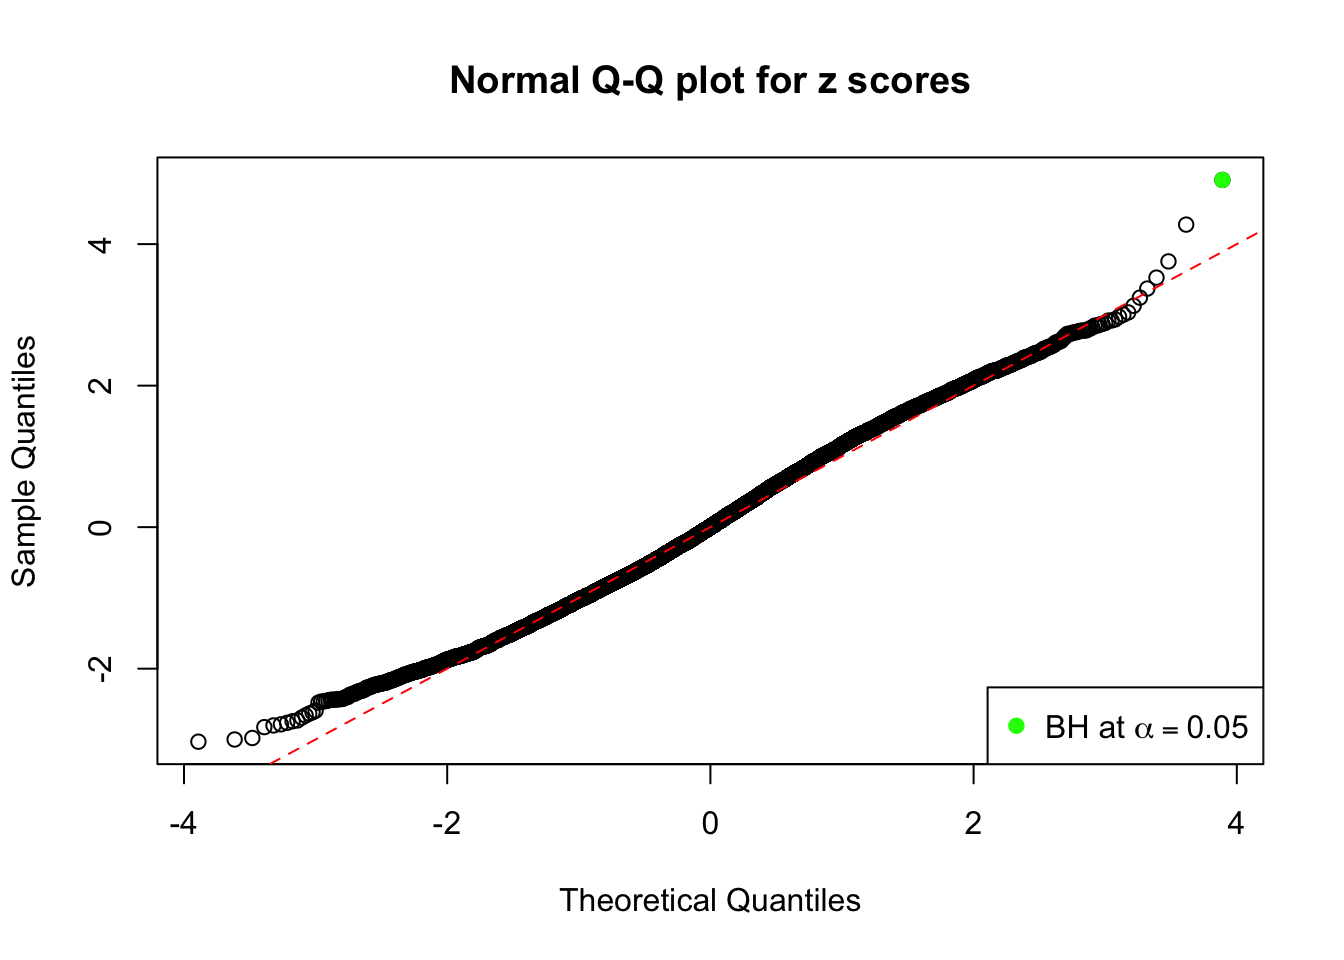 Normal Q-Q plot for z scores
Sample Quantiles
4
2
0
-2
BH at α = 0.05
-4
-2
0
2
4
Theoretical Quantiles